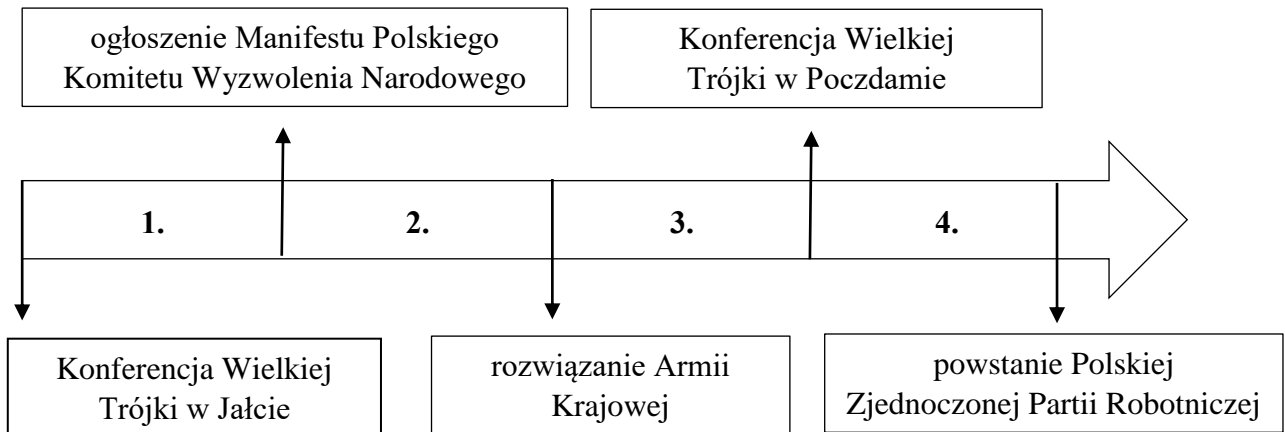 ogłoszenie Manifestu Polskiego
Komitetu Wyzwolenia Narodowego
Konferencja Wielkiej
Trójki w Poczdamie
1.
2.
3.
4.
Konferencja Wielkiej
Trójki w Jałcie
rozwiązanie Armii
Krajowej
powstanie Polskiej
Zjednoczonej Partii Robotniczej